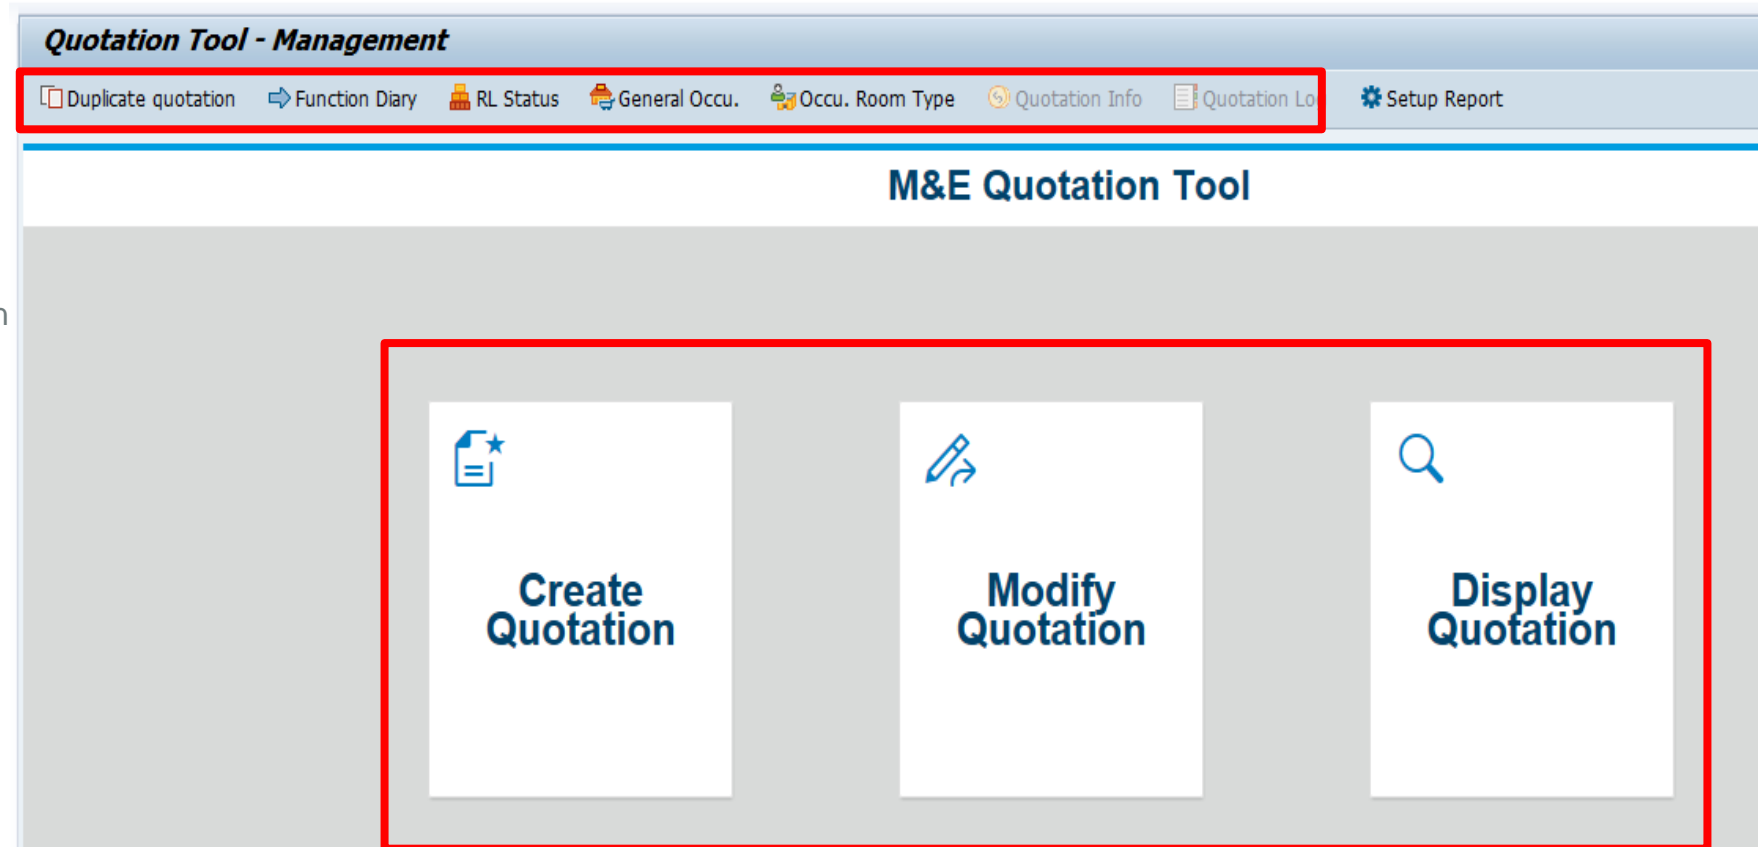 Quotation Tool - Management
Duplicate quotation Function Diary RL Status General Occu. Occu. Room Type Quotation Info Quotation Setup Report
M&E Quotation Tool
Create Modify Display
Quotation Quotation Quotation